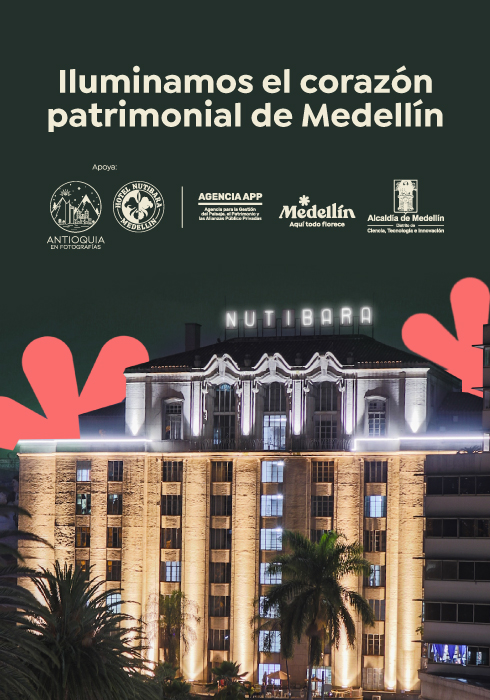 Iluminamos el corazón
patrimonial de Medellín
Apoya:
ANTIOQUIA
EN FOTOGRAFÍAS
HOTEL NUTIBARA
MEDELLÍN
AGENCIA APP
Agencia para la Gestión
del Paisaje, el Patrimonio y
las Alianzas Público Privadas
Medellín
Aquí todo florece
Alcaldía de Medellín
Distrito de
Ciencia, Tecnología e Innovación
NUTIBARA